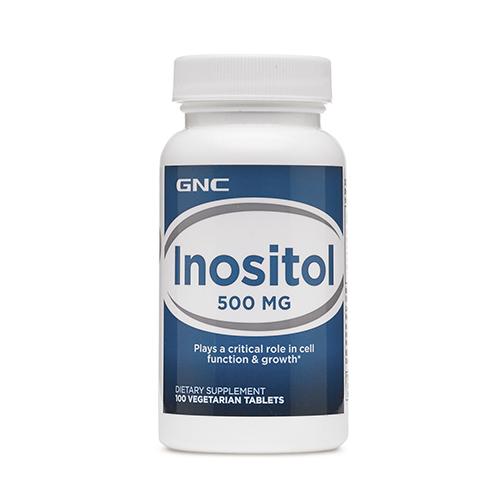 GNC
Inositol
500 MG
Plays a critical role in cell
function & growth*
DIETARY SUPPLEMENT
100 VEGETARIAN TABLETS